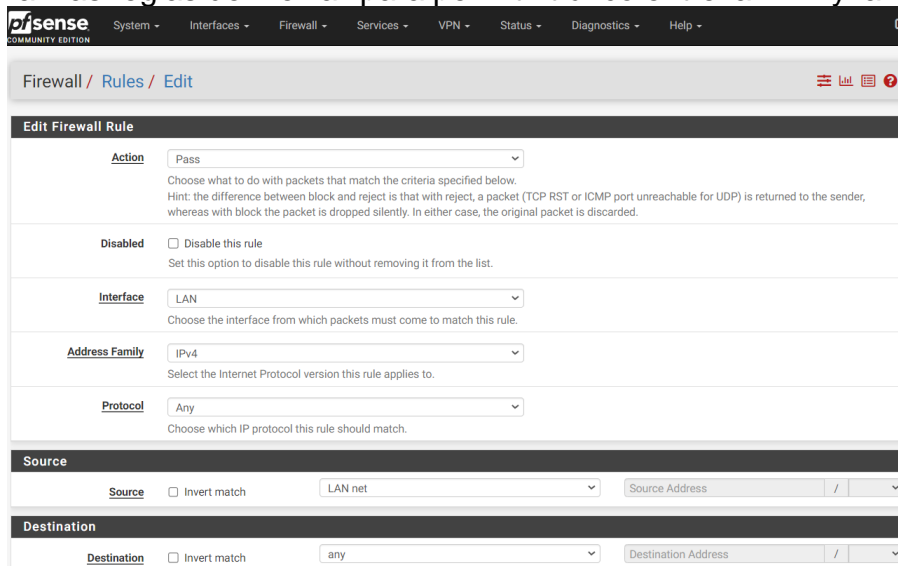 pfsense System Interfaces Firewall Services VPN Status Diagnostics Help
COMMUNITY EDITION
Firewall / Rules / Edit
Edit Firewall Rule
Action Pass
Choose what to do with packets that match the criteria specified below.
Hint: the difference between block and reject is that with reject, a packet (TCP RST or ICMP port unreachable for UDP) is returned to the sender,
whereas with block the packet is dropped silently. In either case, the original packet is discarded.
Disabled Disable this rule
Set this option to disable this rule without removing it from the list.
Interface LAN
Choose the interface from which packets must come to match this rule.
Address Family IPv4
Select the Internet Protocol version this rule applies to.
Protocol Any
Choose which IP protocol this rule should match.
Source
Source Invert match LAN net Source Address /
Destination
Destination Invert match any Destination Address /